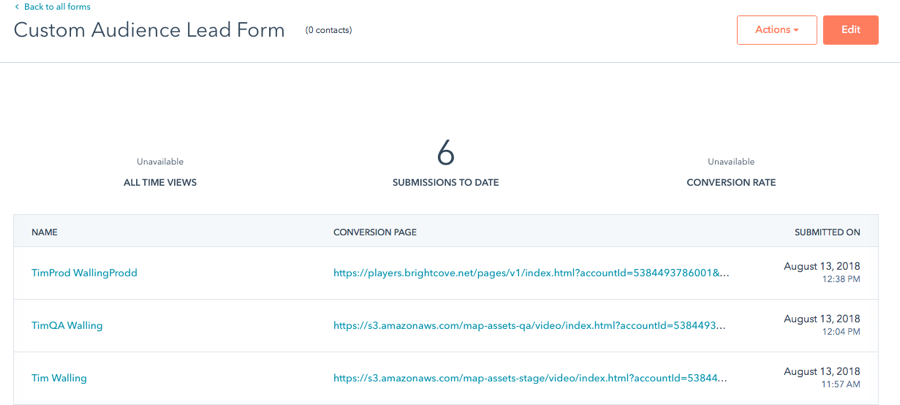 Back to all forms
Custom Audience Lead Form (0 contacts) Actions Edit
Unavailable 6 Unavailable
ALL TIME VIEWS SUBMISSIONS TO DATE CONVERSION RATE
NAME CONVERSION PAGE SUBMITTED ON
TimProd WallingProdd https://players.brightcove.net/pages/v1/index.html?accountId=5384493786001&... August 13, 2018
12:38 PM
TimQA Walling https://s3.amazonaws.com/map-assets-qa/video/index.html?accountId=5384493... August 13, 2018
12:04 PM
Tim Walling https://s3.amazonaws.com/map-assets-stage/video/index.html?accountId=53844... August 13, 2018
11:57 AM